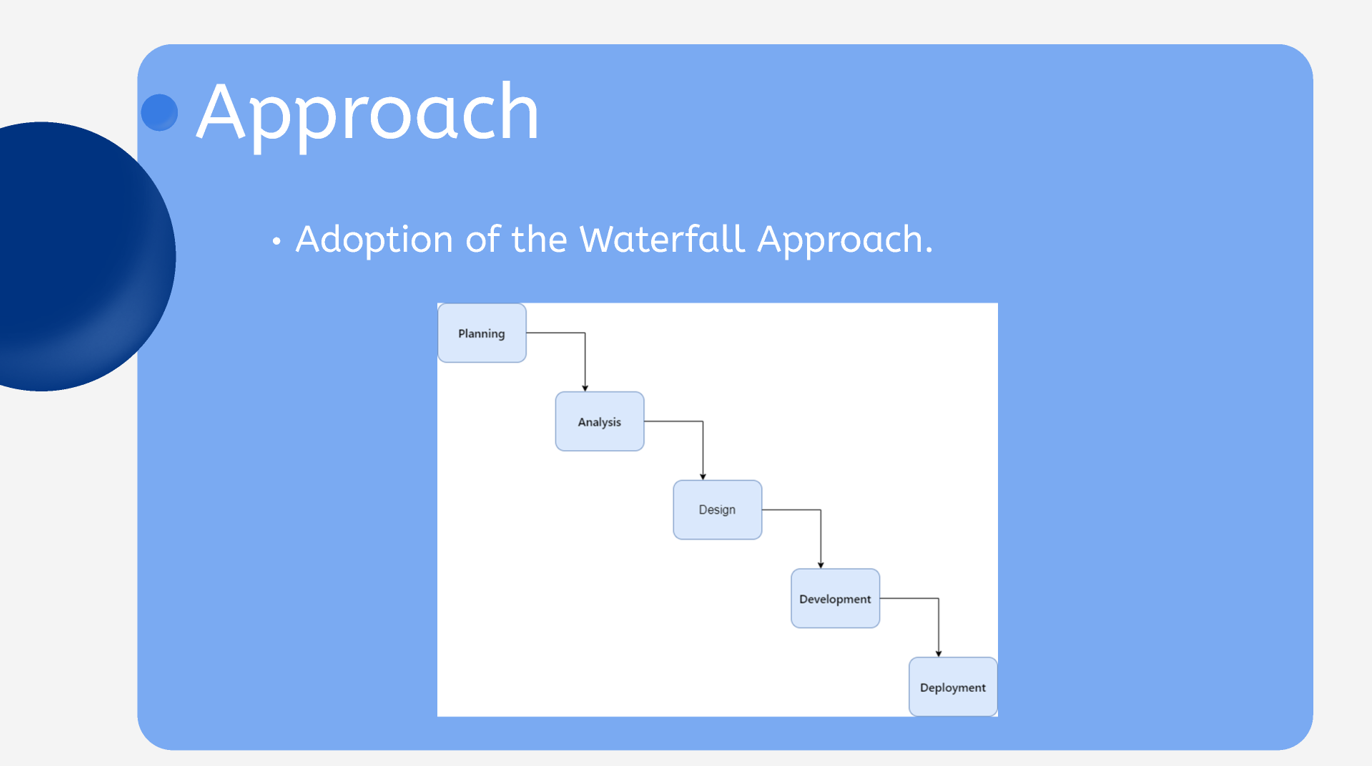 Approach
• Adoption of the Waterfall Approach.
Planning
Analysis
Design
Development
Deployment